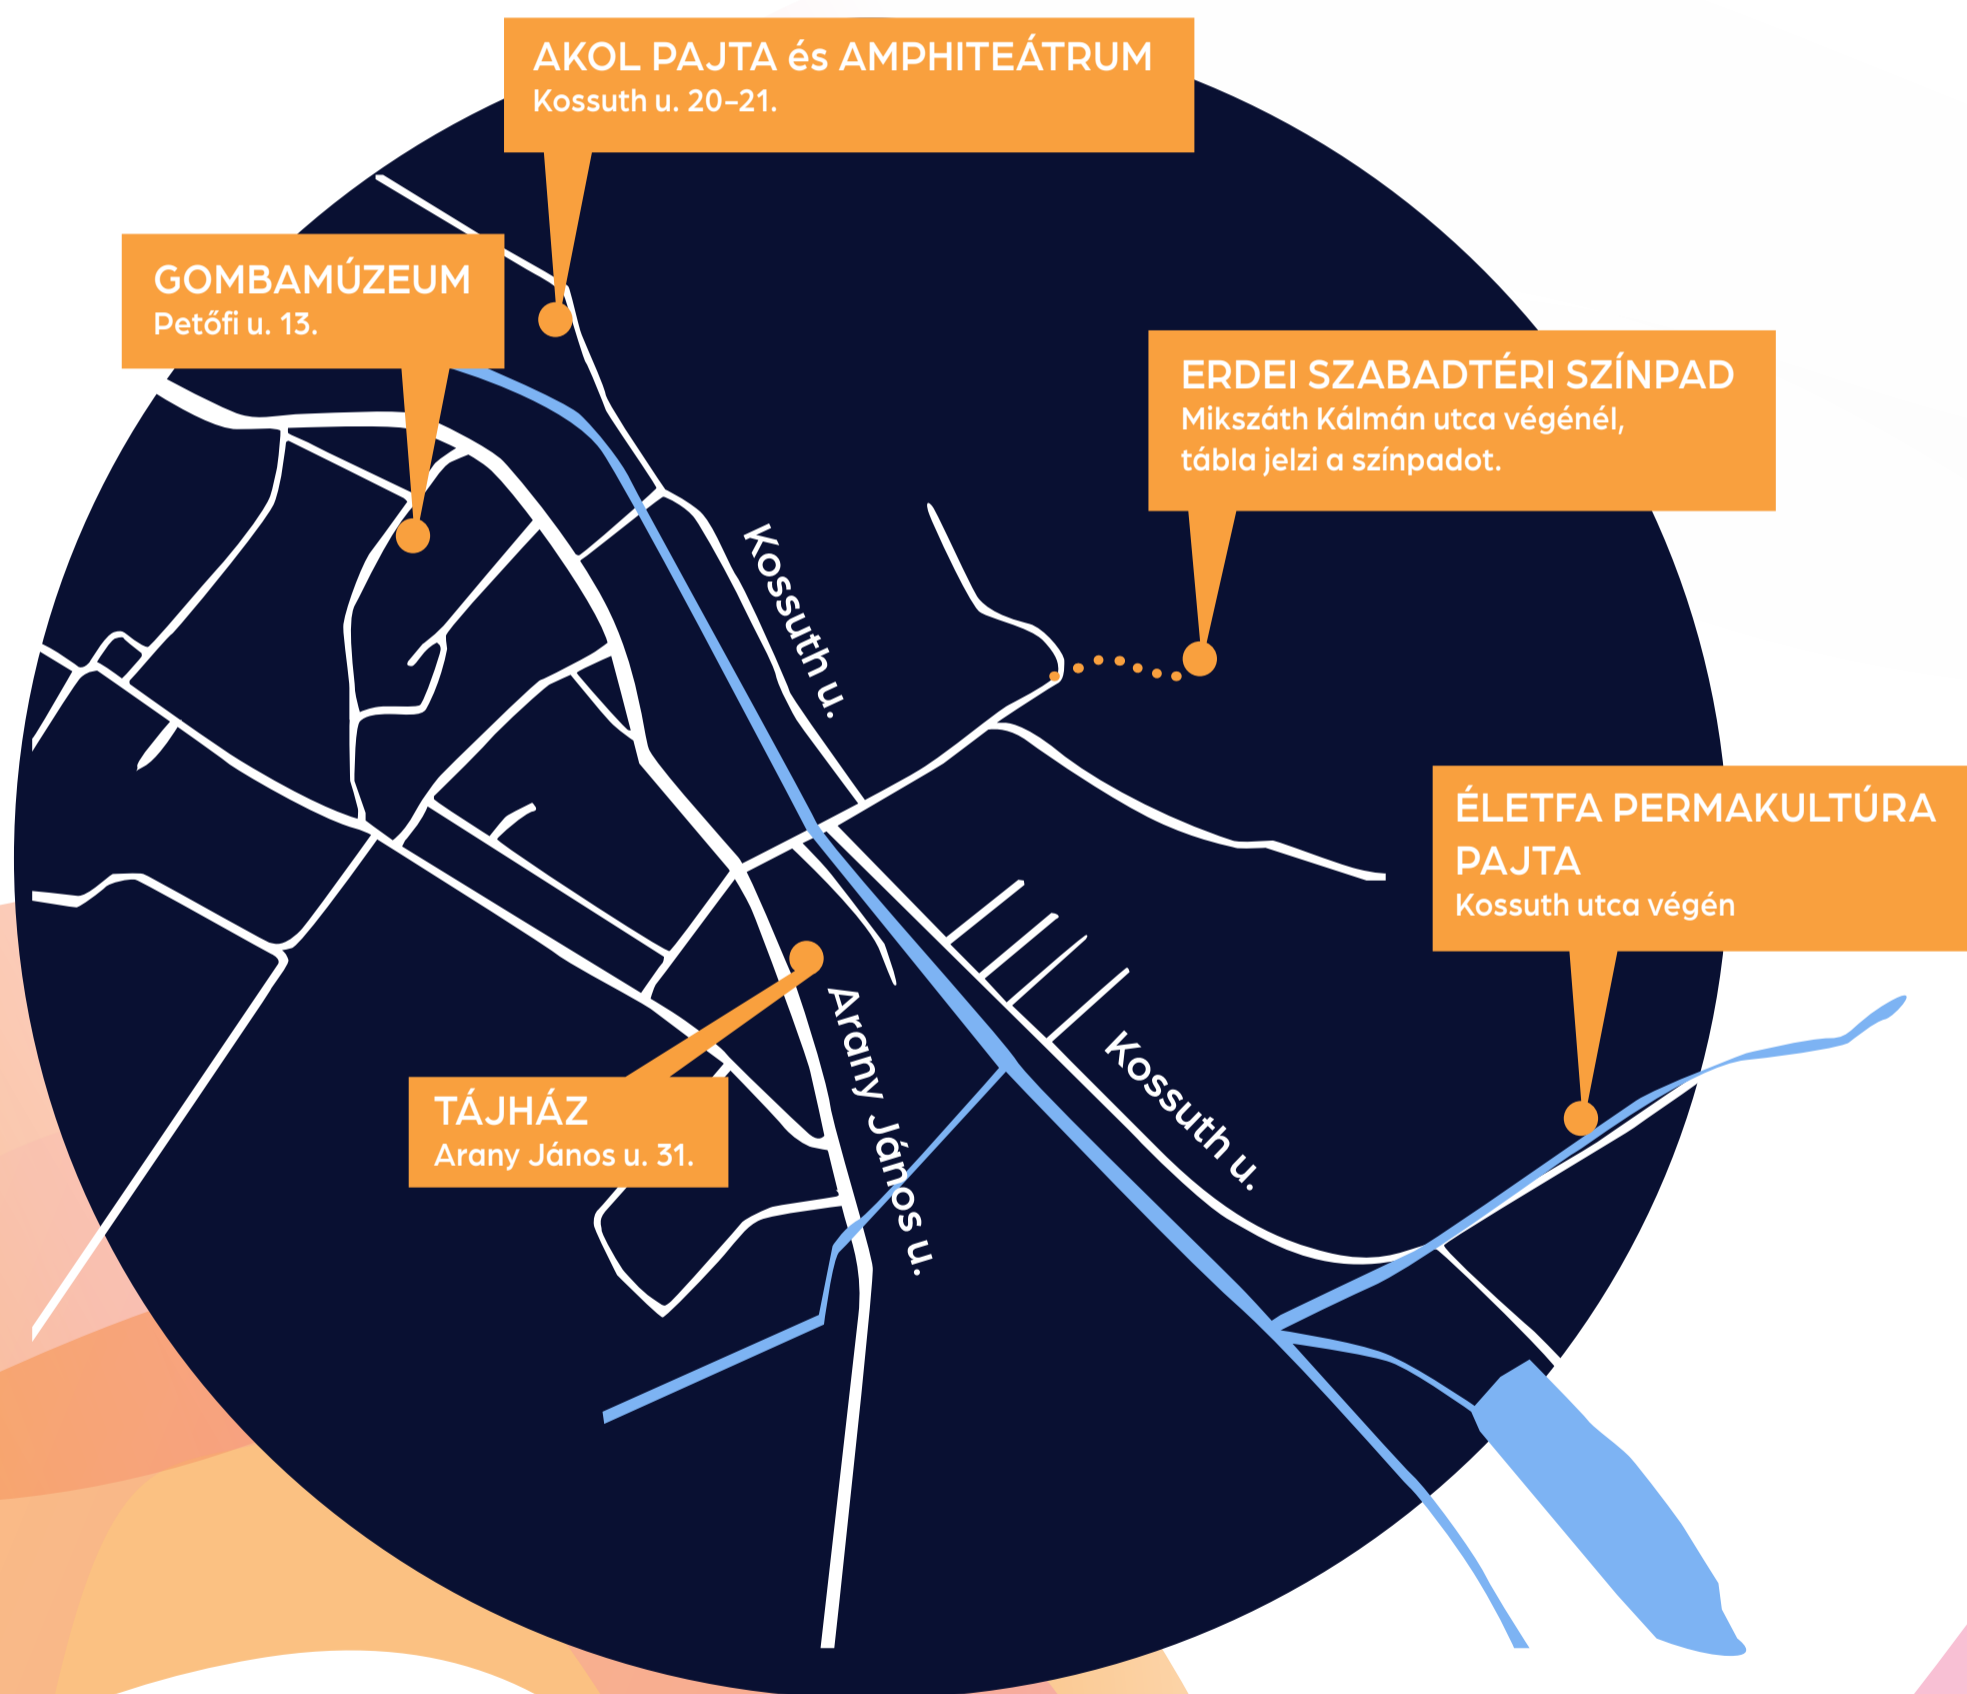 AKOL PAJTA és AMPHITEÁTRUM
Kossuth u. 20–21.
GOMBAMÚZEUM
Petőfi u. 13.
ERDEI SZABADTÉRI SZÍNPAD
Mikszáth Kálmán utca végénél,
tábla jelzi a színpadot.
Kossuth u.
ÉLETFA PERMAKULTÚRA
PAJTA
Kossuth utca végén
Arany János u.
Kossuth u.
TÁJHÁZ
Arany János u. 31.